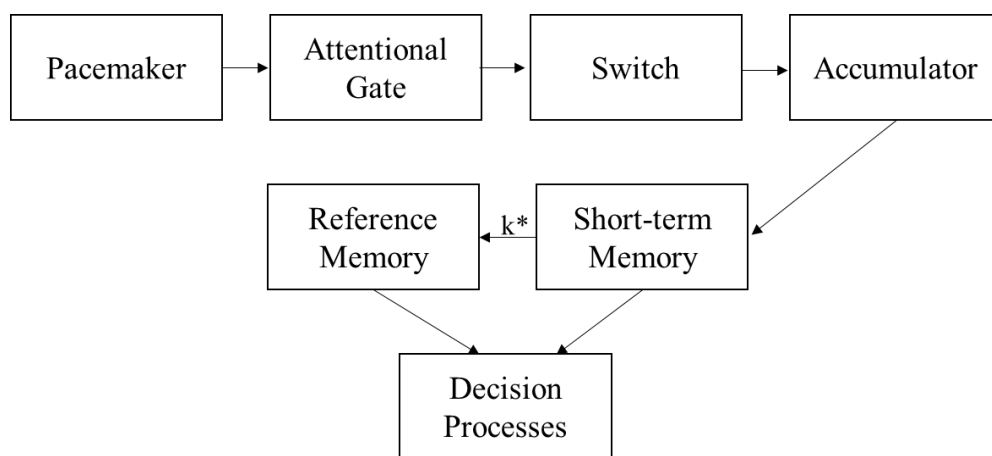 Pacemaker
Attentional
Gate
Switch
Accumulator
Reference
Memory
k*
Short-term
Memory
Decision
Processes